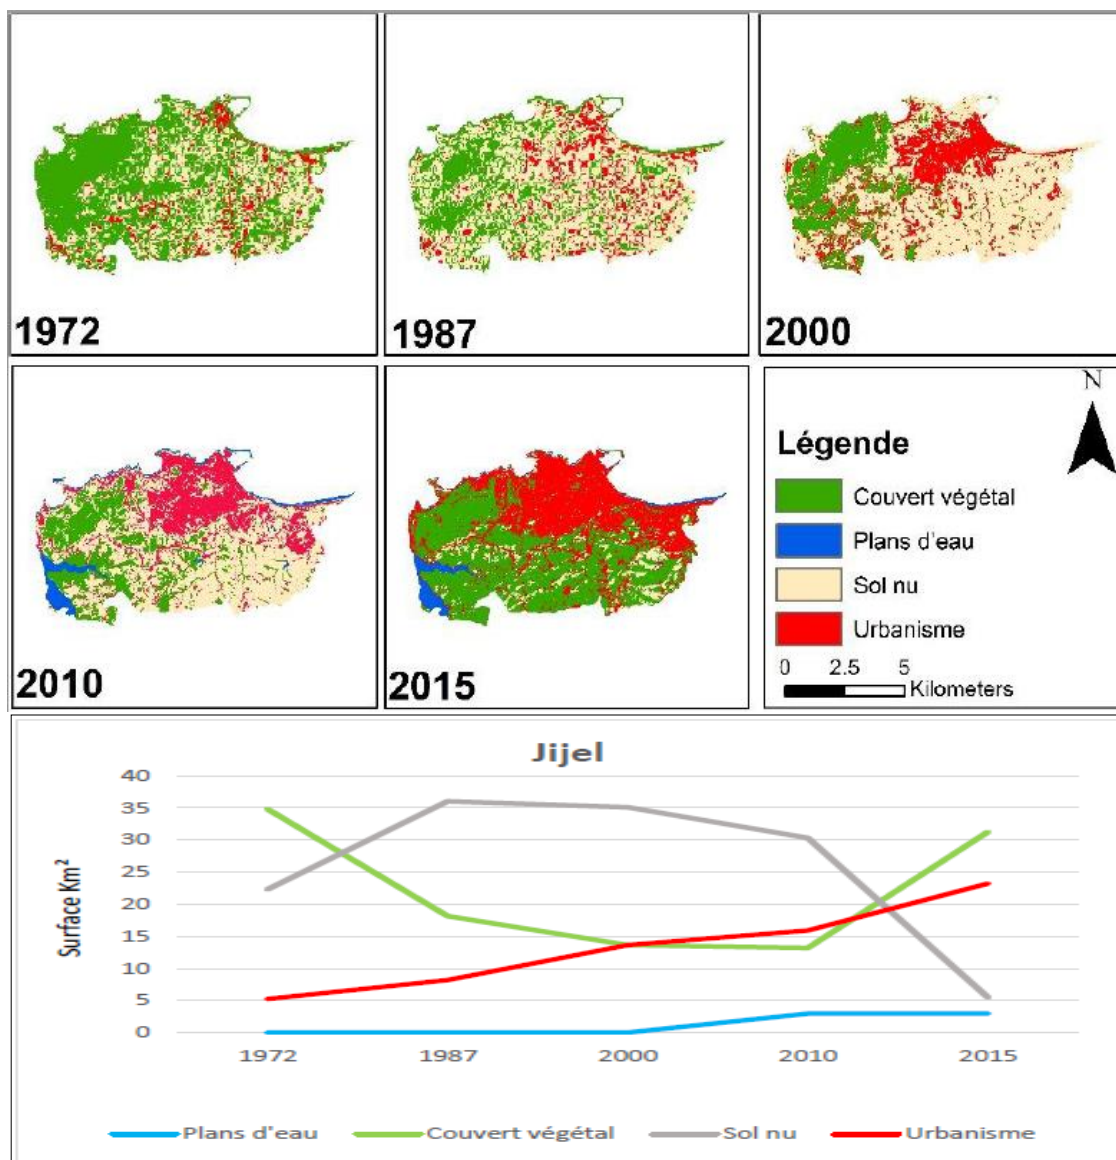 1972
1987
2000
2010
2015
N
Légende
Couvert végétal
Plans d'eau
Sol nu
Urbanisme
0 2.5 5
Kilometers
Jijel
Surface Km²
40
35
30
25
20
15
10
5
0
1972 1987 2000 2010 2015
Plans d'eau Couvert végétal Sol nu Urbanisme